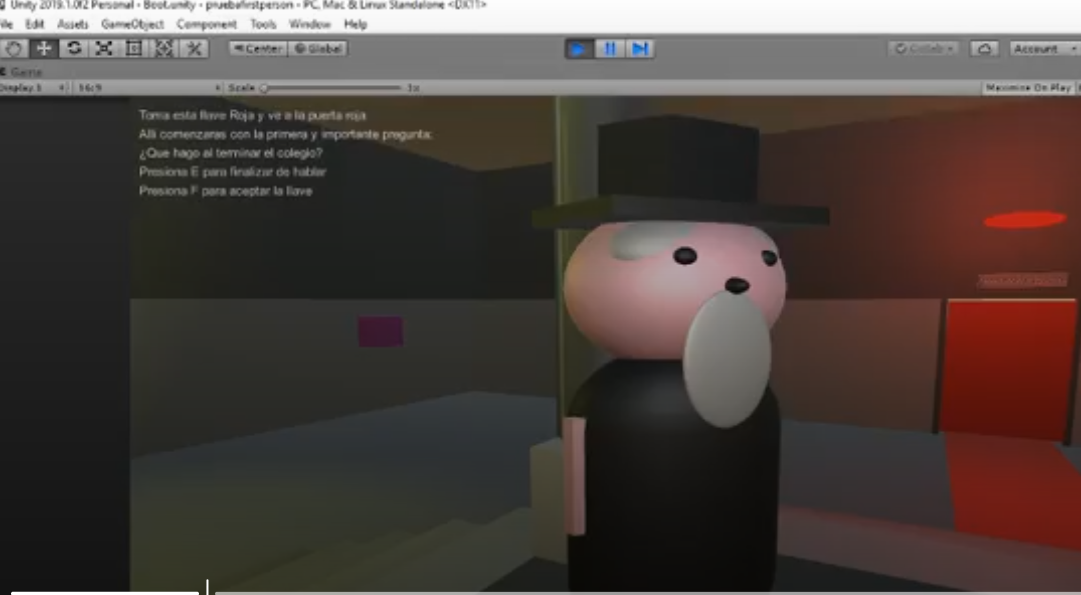 Unity 2019.1.0f2 Personal - Boot.unity - pruebafirstperson - PC, Mac & Linux Standalone <DX11>
File Edit Assets GameObject Component Tools Window Help
Center Global Collab Account
Game
Display 1 16:9 Scale 1x Maximize On Play
Toma esta llave Roja y ve a la puerta roja
Alli comenzaras con la primera y importante pregunta:
¿Que hago al terminar el colegio?
Presiona E para finalizar de hablar
Presiona F para aceptar la llave